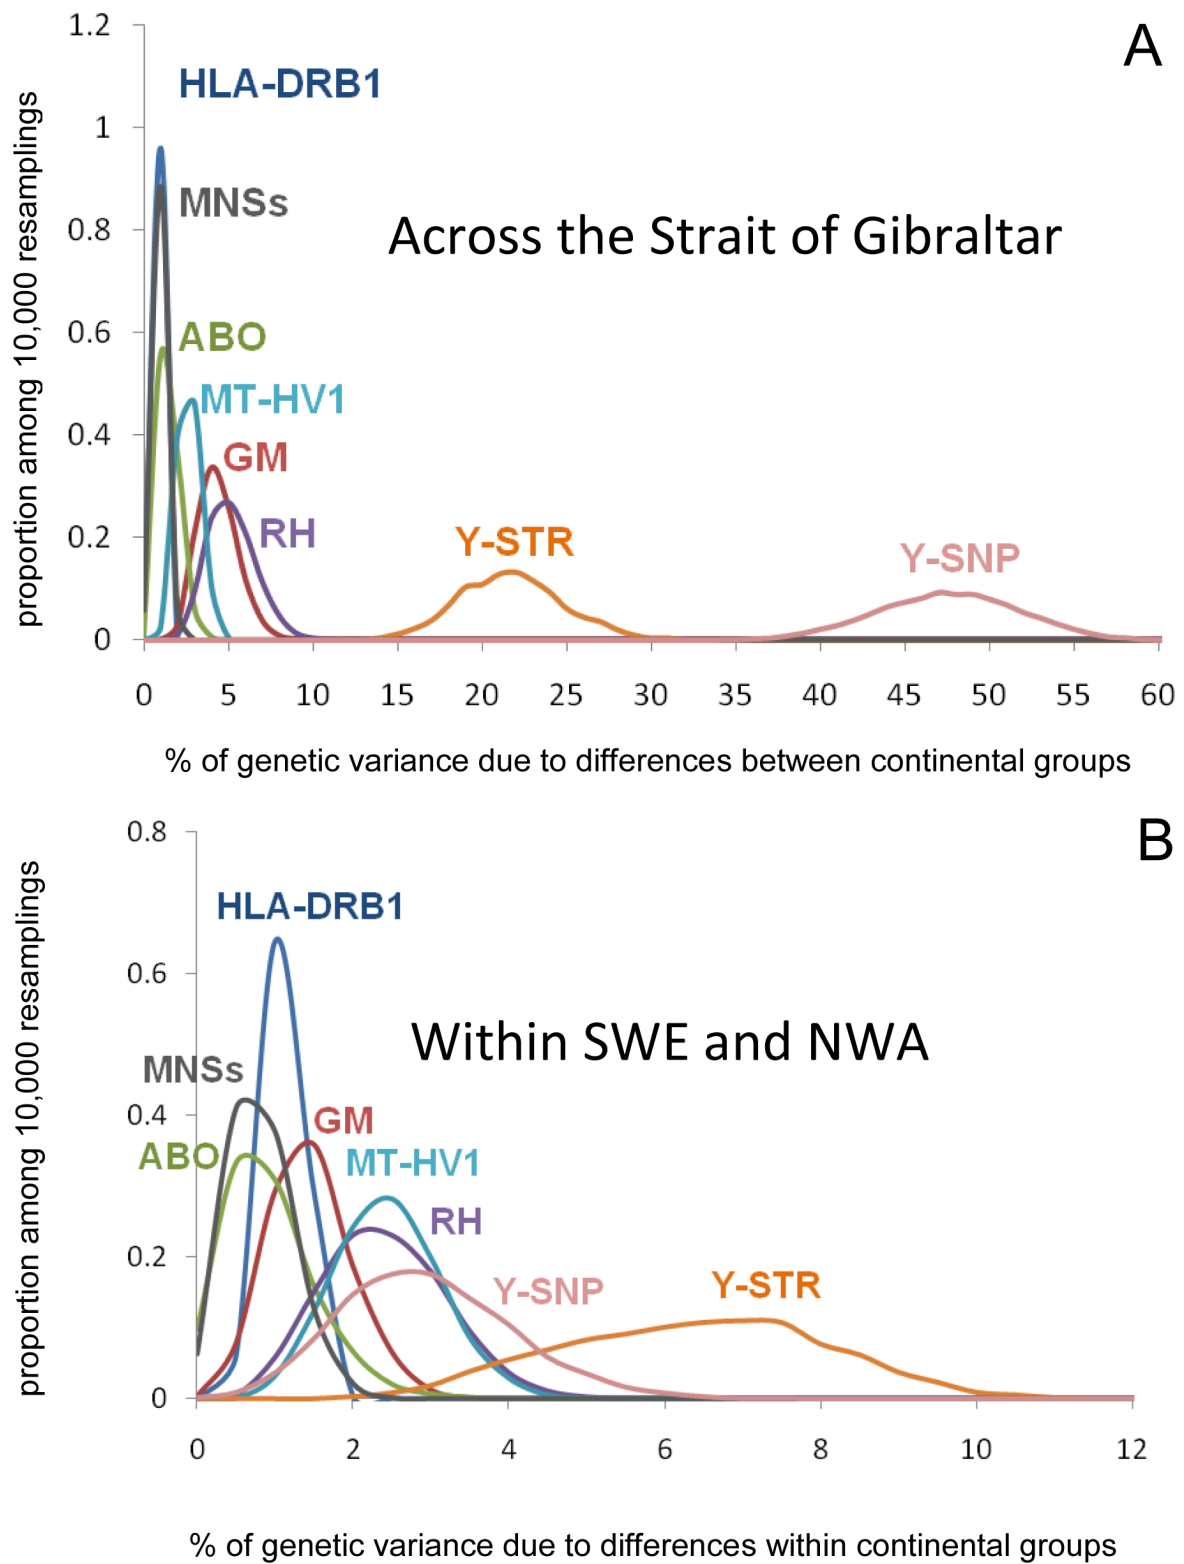 A
1.2
1
0.8
0.6
0.4
0.2
0
proportion among 10,000 resamplings
HLA-DRB1
MNSs
Across the Strait of Gibraltar
ABO
MT-HV1
GM
RH
Y-STR
Y-SNP
0 5 10 15 20 25 30 35 40 45 50 55 60
% of genetic variance due to differences between continental groups
B
0.8
0.6
0.4
0.2
0
proportion among 10,000 resamplings
HLA-DRB1
Within SWE and NWA
MNSs
GM
ABO
MT-HV1
RH
Y-SNP
Y-STR
0 2 4 6 8 10 12
% of genetic variance due to differences within continental groups